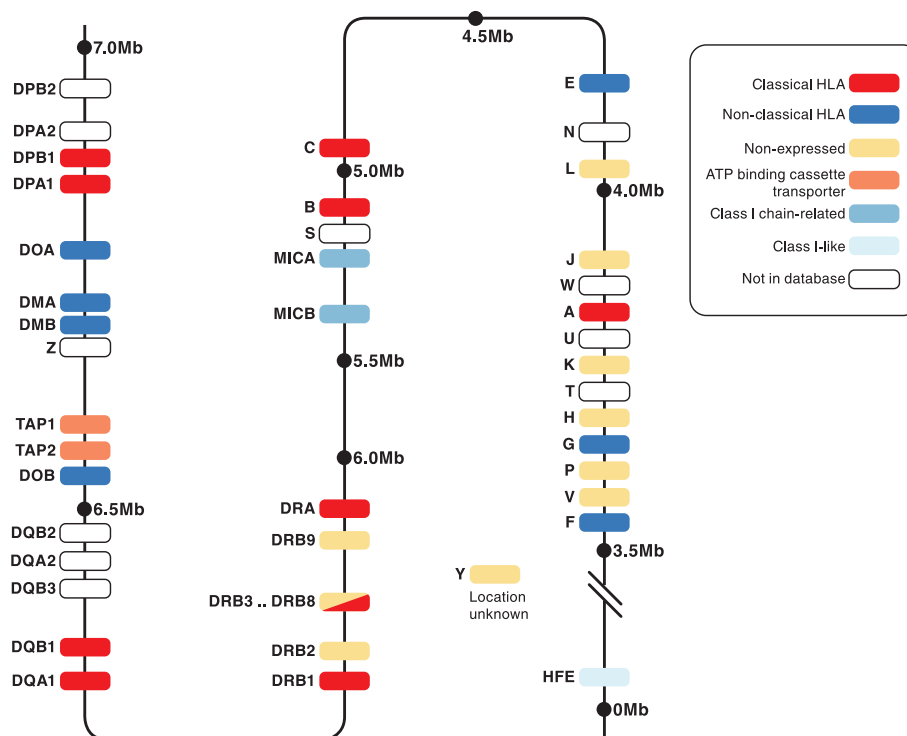 7.0Mb
DPB2
DPA2
DPB1
DPA1
DOA
DMA
DMB
Z
TAP1
TAP2
DOB
6.5Mb
DQB2
DQA2
DQB3
DQB1
DQA1
4.5Mb
C
5.0Mb
B
S
MICA
MICB
5.5Mb
6.0Mb
DRA
DRB9
DRB3 .. DRB8
DRB2
DRB1
E
N
L
4.0Mb
J
W
A
U
K
T
H
G
P
V
F
3.5Mb
Y
Location
unknown
HFE
0Mb
Classical HLA
Non-classical HLA
Non-expressed
ATP binding cassette
transporter
Class I chain-related
Class I-like
Not in database